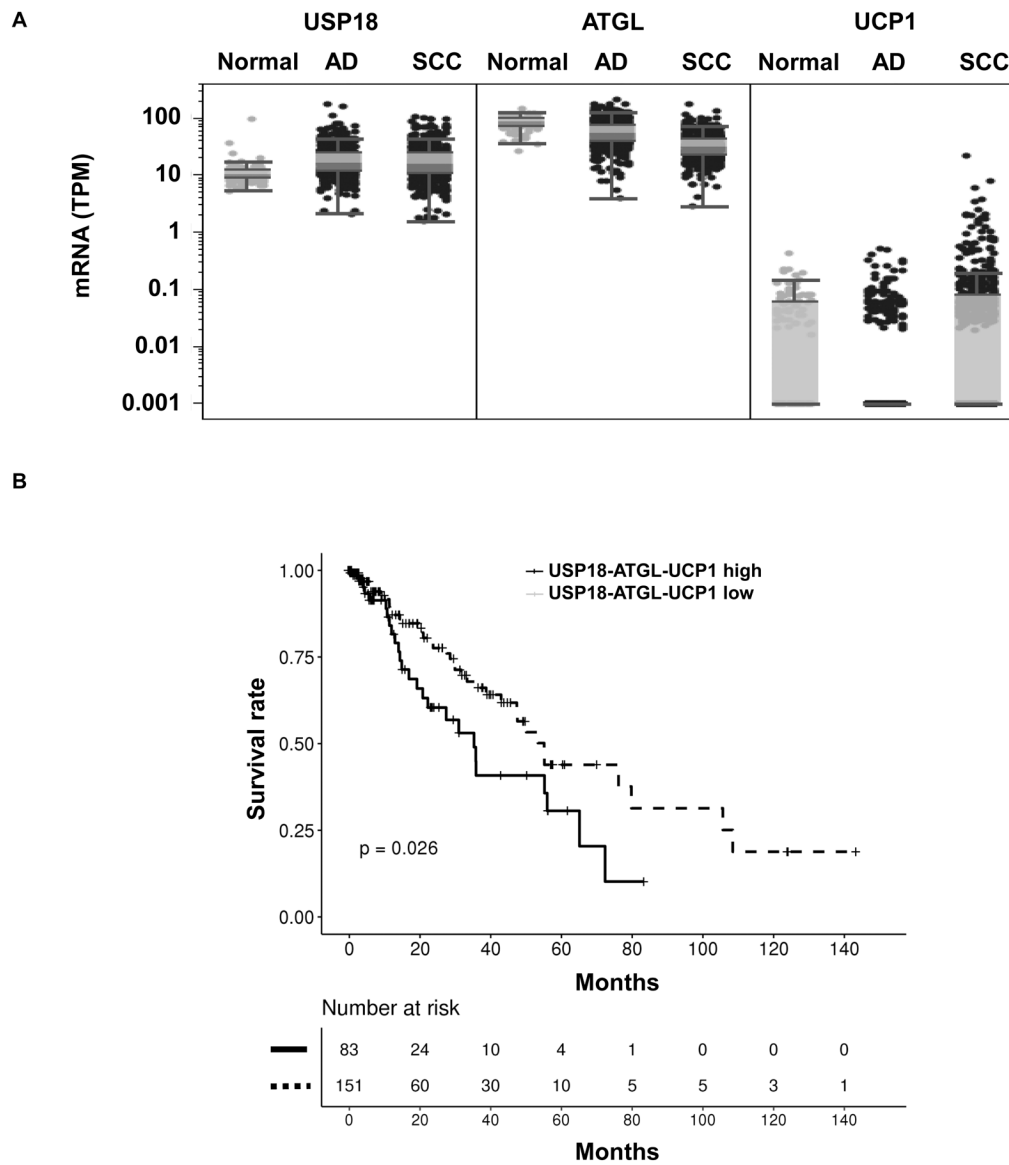 A
USP18 ATGL UCP1
Normal AD SCC Normal AD SCC Normal AD SCC
mRNA (TPM)
100
10
1
0.1
0.01
0.001
B
USP18-ATGL-UCP1 high
USP18-ATGL-UCP1 low
Survival rate
1.00
0.75
0.50
0.25
0.00
p = 0.026
0 20 40 60 80 100 120 140
Months
Number at risk
83 24 10 4 1 0 0 0
151 60 30 10 5 5 3 1
0 20 40 60 80 100 120 140
Months